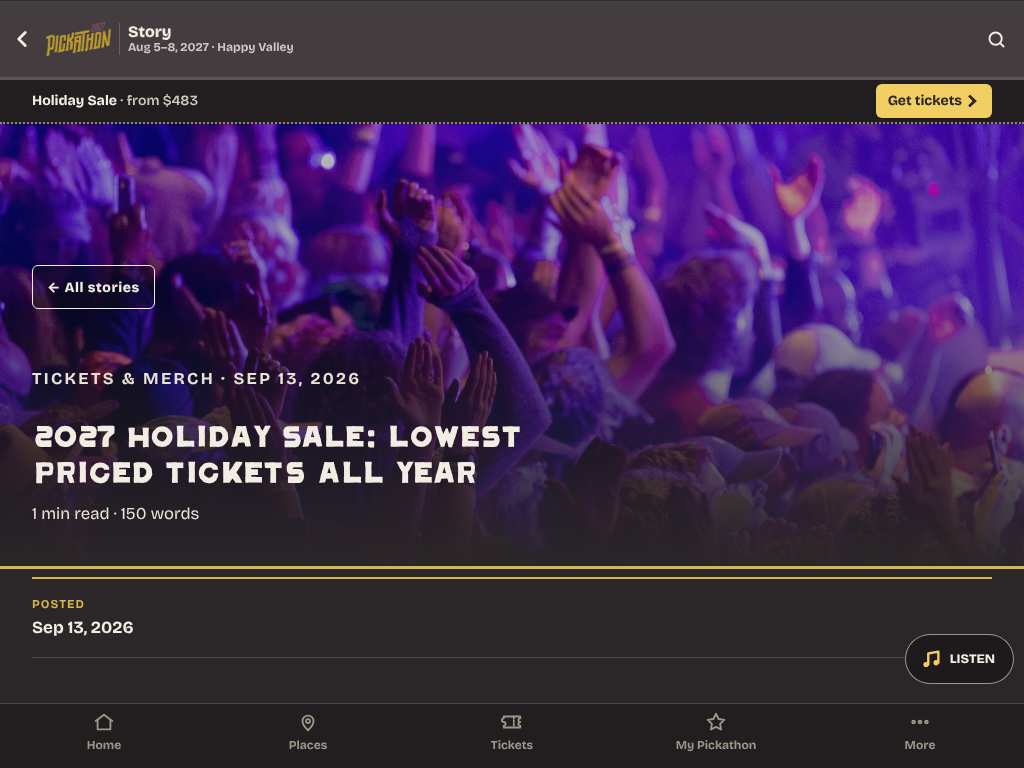 PICKATHON
Story
Aug 5–8, 2027 · Happy Valley
Holiday Sale · from $483
Get tickets
← All stories
TICKETS & MERCH · SEP 13, 2026
2027 HOLIDAY SALE: LOWEST
PRICED TICKETS ALL YEAR
1 min read · 150 words
POSTED
Sep 13, 2026
LISTEN
Home
Places
Tickets
My Pickathon
More